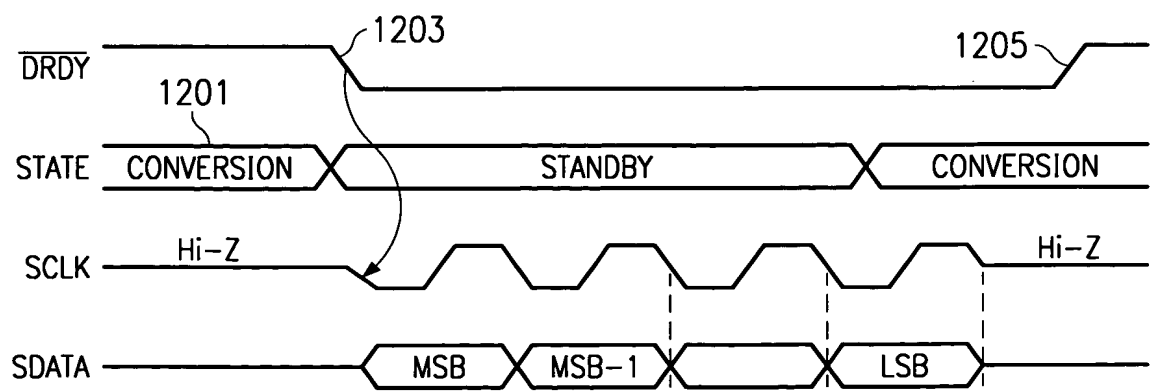 1203
1205
DRDY
1201
STATE CONVERSION STANDBY CONVERSION
Hi-Z Hi-Z
SCLK
SDATA MSB MSB-1 LSB